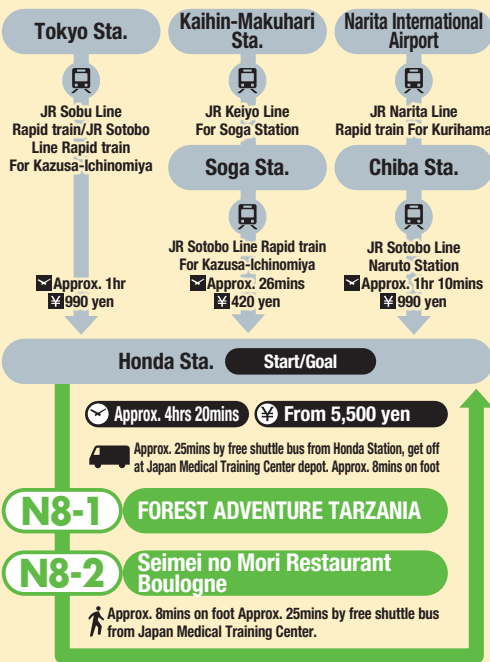 Tokyo Sta.
JR Sobu Line
Rapid train/JR Sotobo
Line Rapid train
For Kazusa-Ichinomiya
Approx. 1hr
¥ 990 yen
Kaihin-Makuhari
Sta.
JR Keiyo Line
For Soga Station
Soga Sta.
JR Sotobo Line Rapid train
For Kazusa-Ichinomiya
Approx. 26mins
¥ 420 yen
Narita International
Airport
JR Narita Line
Rapid train For Kurihama
Chiba Sta.
JR Sotobo Line
Naruto Station
Approx. 1hr 10mins
¥ 990 yen
Honda Sta. Start/Goal
Approx. 4hrs 20mins ¥ From 5,500 yen
Approx. 25mins by free shuttle bus from Honda Station, get off
at Japan Medical Training Center depot. Approx. 8mins on foot
N8-1 FOREST ADVENTURE TARZANIA
N8-2 Seimei no Mori Restaurant
Boulogne
Approx. 8mins on foot Approx. 25mins by free shuttle bus
from Japan Medical Training Center.